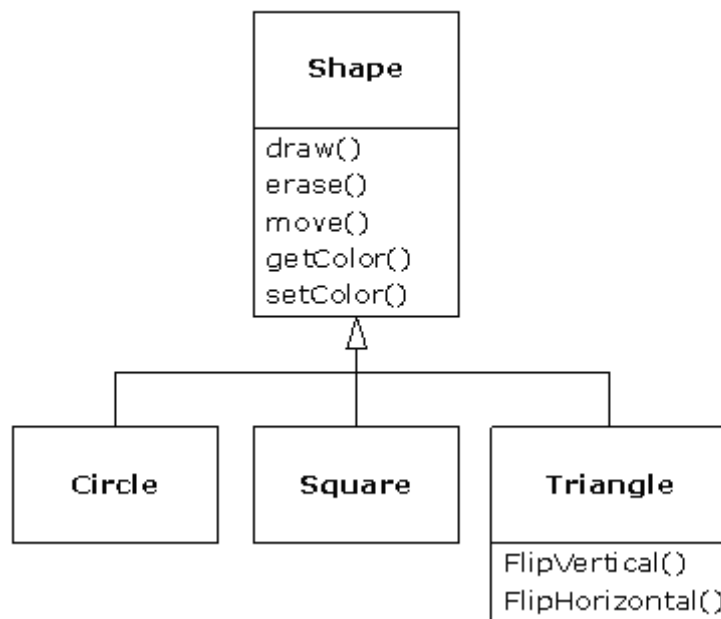 Shape
draw()
erase()
move()
getColor()
setColor()
Circle
Square
Triangle
FlipVertical()
FlipHorizontal()